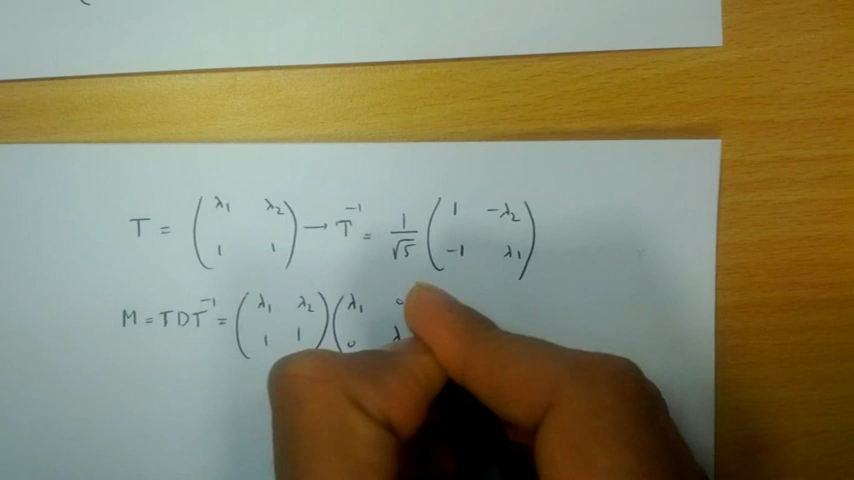 T = ( λ₁ λ₂ ; 1 1 ) → T⁻¹ = 1/√5 ( 1 -λ₂ ; -1 λ₁ )
M = TDT⁻¹ = ( λ₁ λ₂ ; 1 1 ) ( λ₁ 0 ; 0 λ